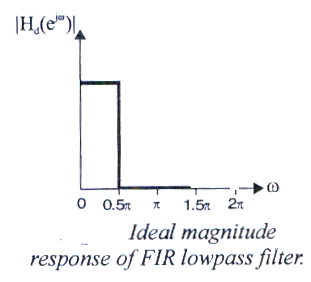 |H_d(e^{jω})|
ω
0 0.5π π 1.5π 2π
Ideal magnitude
response of FIR lowpass filter.